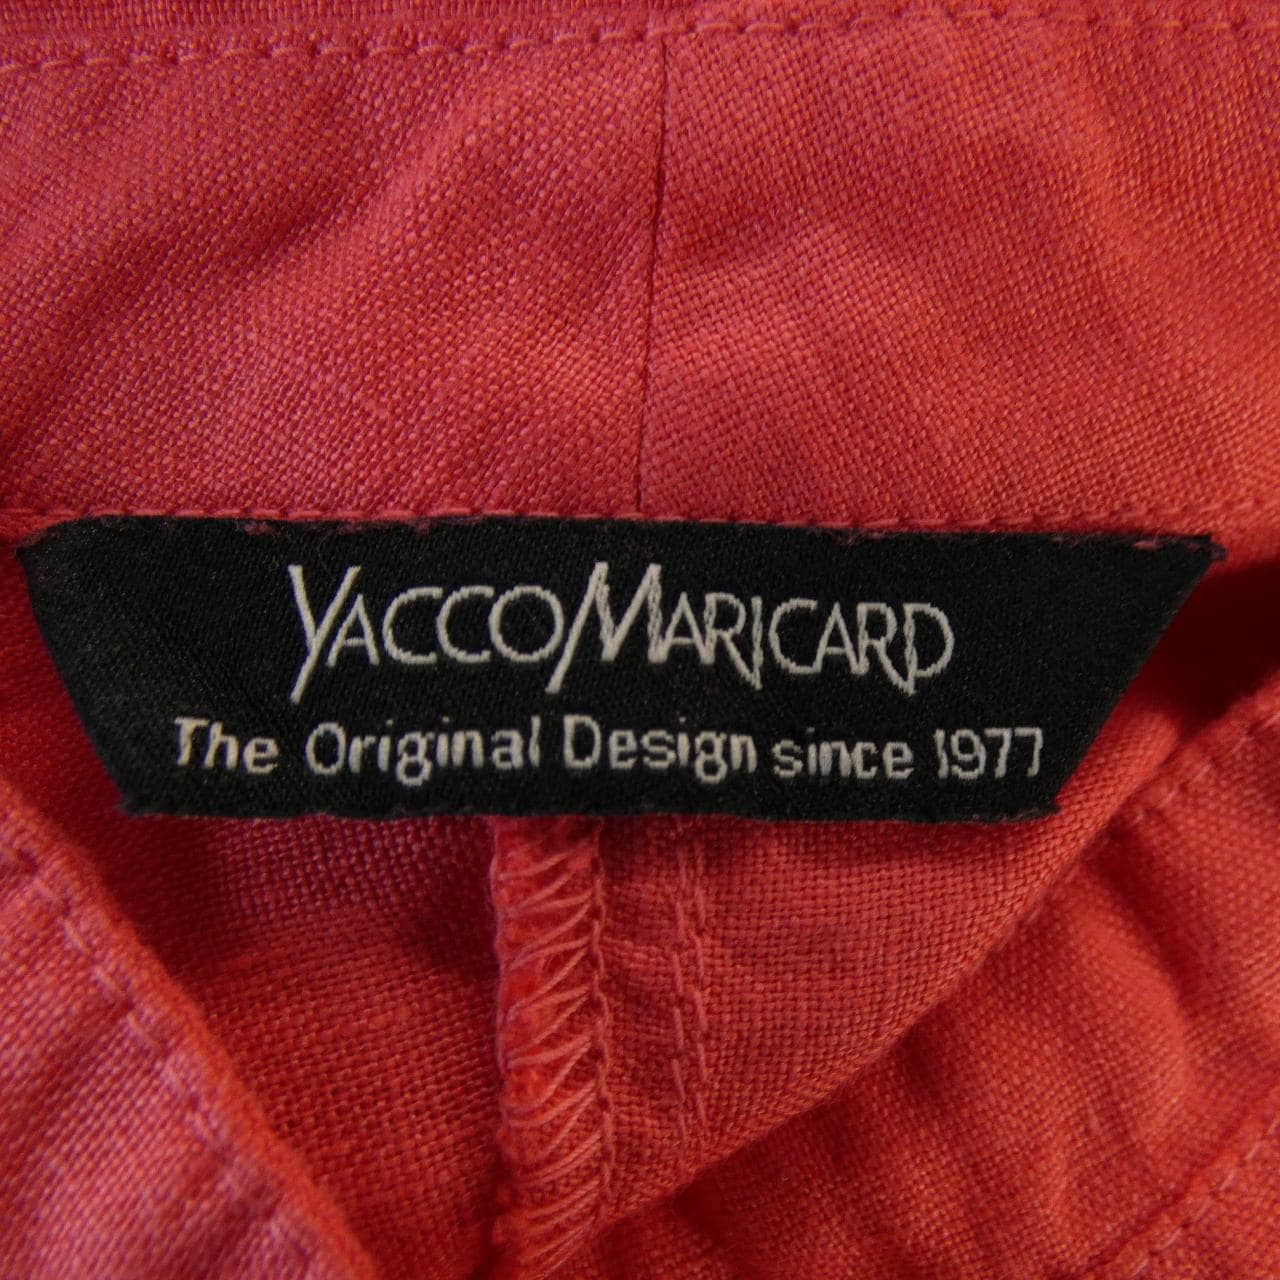 YACCOMARICARD
The Original Design since 1977